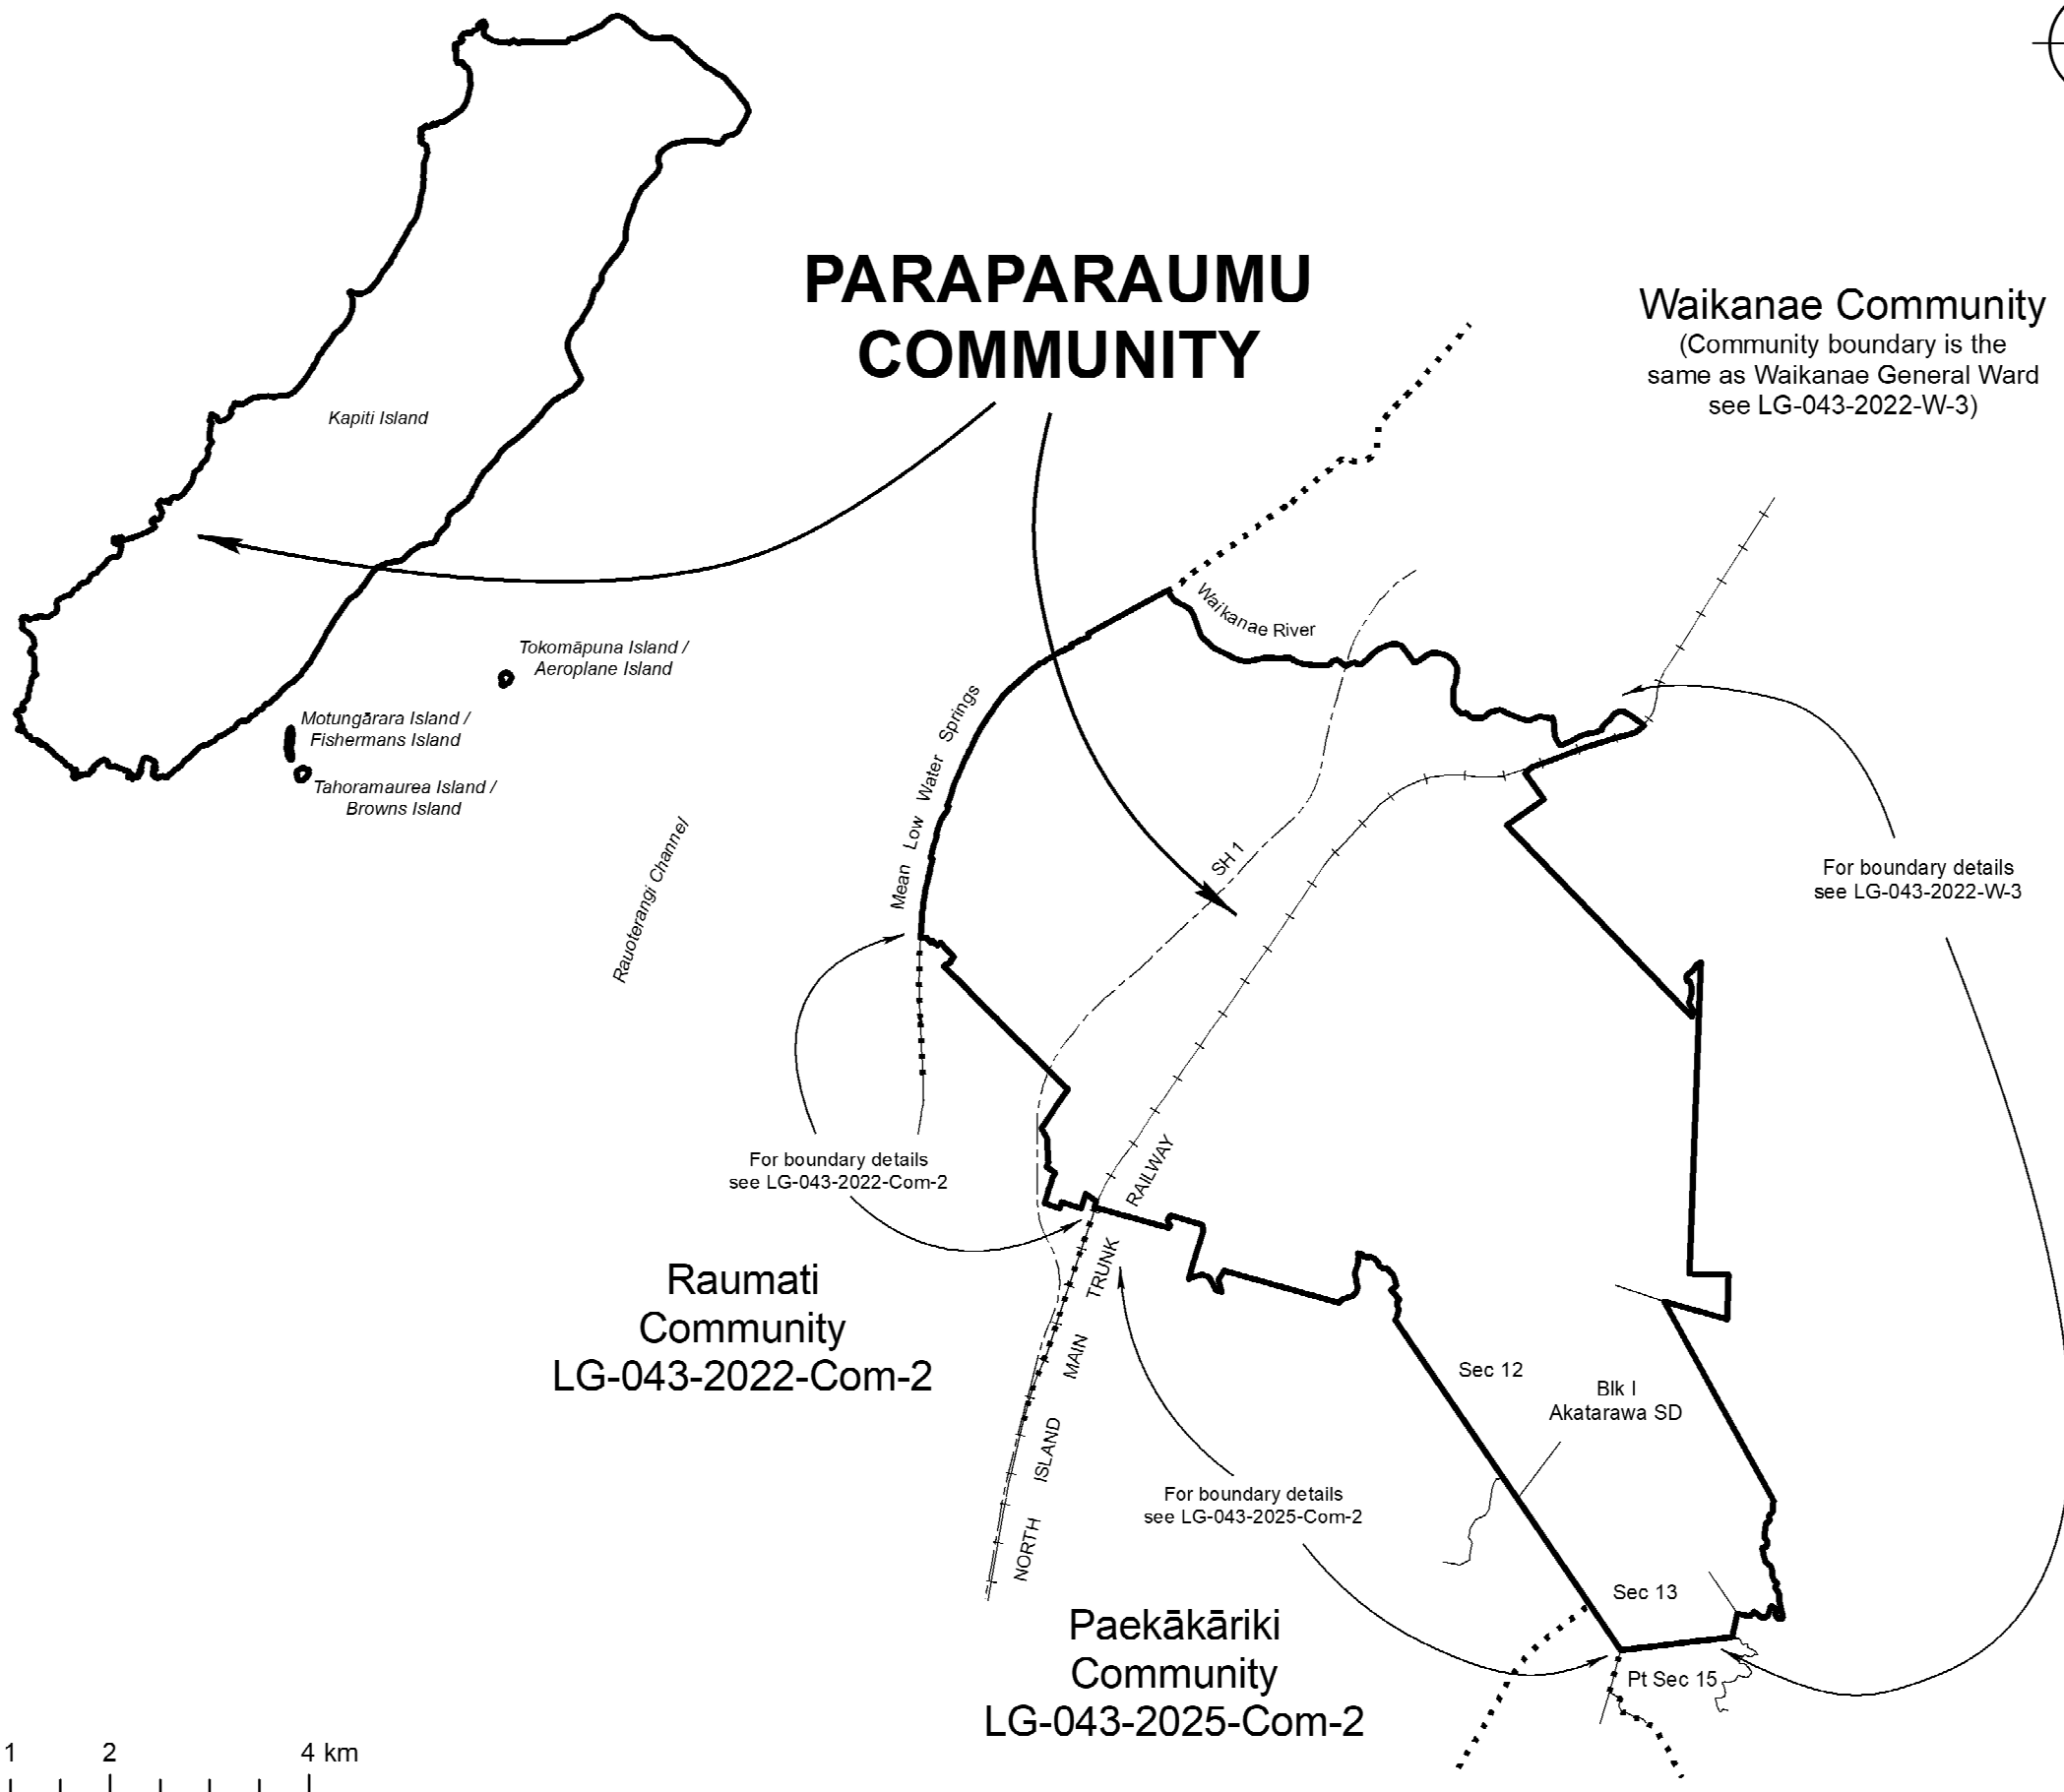 PARAPARAUMU
COMMUNITY
Waikanae Community
(Community boundary is the
same as Waikanae General Ward
see LG-043-2022-W-3)
Kapiti Island
Waikanae River
Tokomāpuna Island /
Aeroplane Island
Motungārara Island /
Fishermans Island
Tahoramaurea Island /
Browns Island
Mean Low Water Springs
Rauoterangi Channel
SH 1
For boundary details
see LG-043-2022-W-3
For boundary details
see LG-043-2022-Com-2
NORTH ISLAND MAIN TRUNK RAILWAY
Raumati
Community
LG-043-2022-Com-2
Sec 12
Blk I
Akatarawa SD
For boundary details
see LG-043-2025-Com-2
Sec 13
Paekākāriki
Community
LG-043-2025-Com-2
Pt Sec 15
1 2 4 km